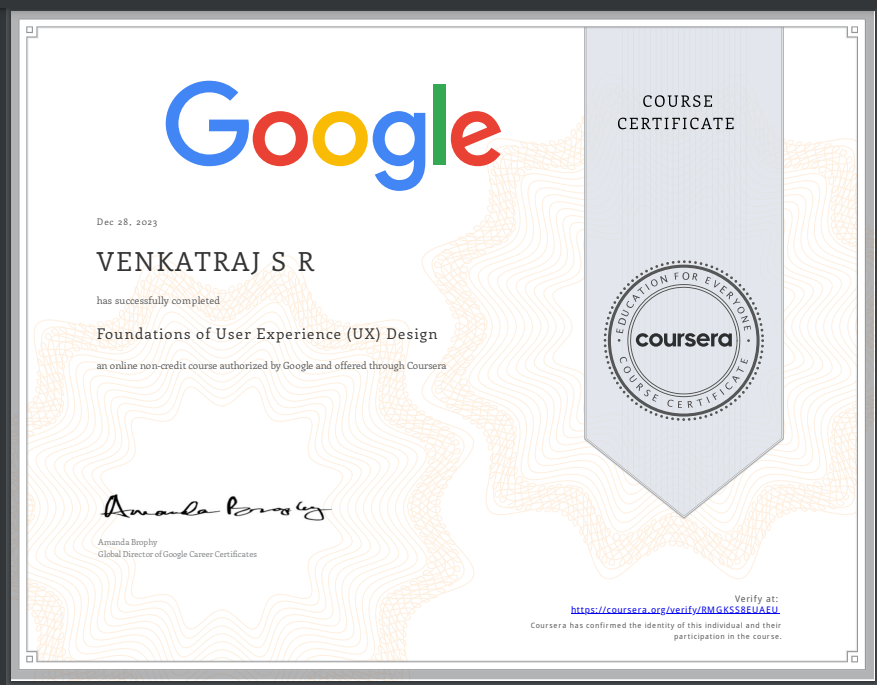 Google
COURSE
CERTIFICATE
Dec 28, 2023
VENKATRAJ S R
has successfully completed
Foundations of User Experience (UX) Design
an online non-credit course authorized by Google and offered through Coursera
EDUCATION FOR EVERYONE
coursera
COURSE CERTIFICATE
Amanda Brophy
Amanda Brophy
Global Director of Google Career Certificates
Verify at:
https://coursera.org/verify/RMGKSS8EUAEU
Coursera has confirmed the identity of this individual and their
participation in the course.